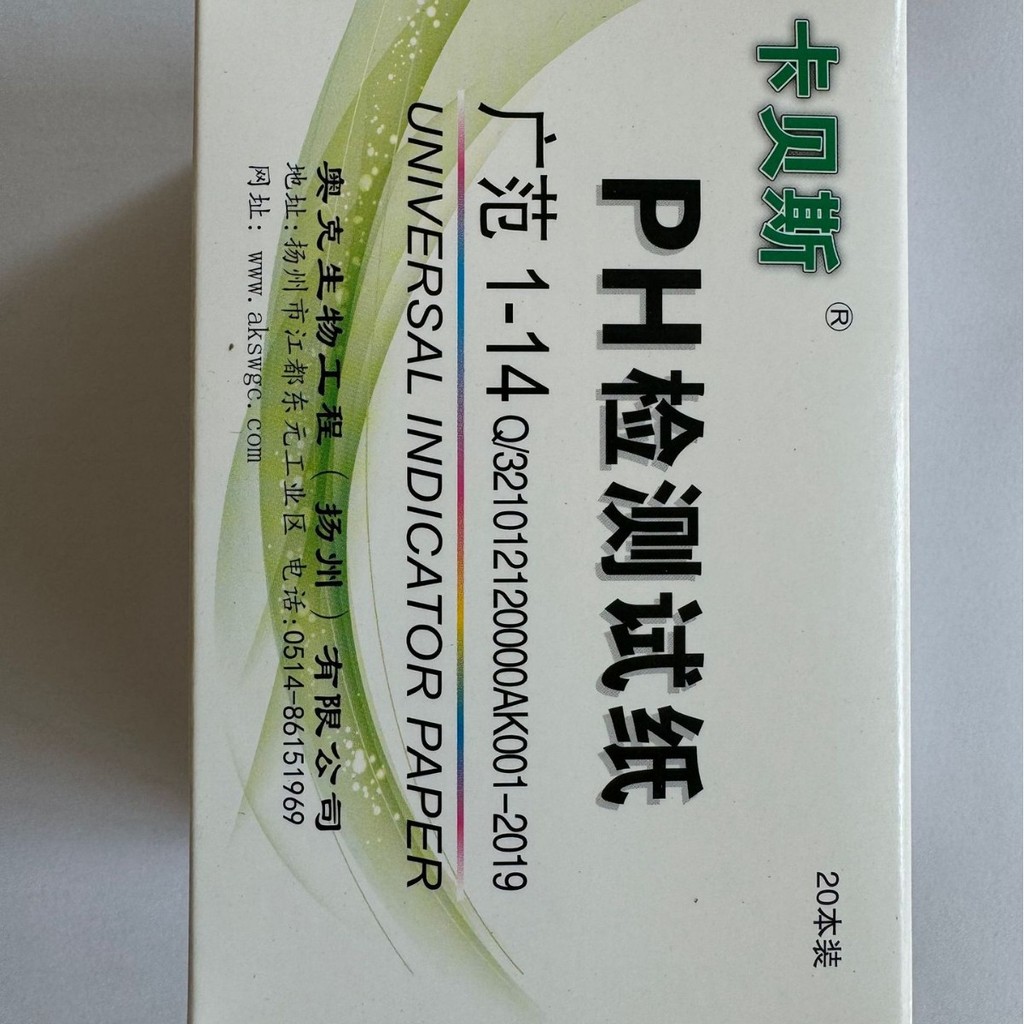 卡贝斯®
20本装
PH检测试纸
广范 1-14 Q/321012120000AK001-2019
UNIVERSAL INDICATOR PAPER
奥克生物工程（扬州）有限公司
地址:扬州市江都东元工业区 电话:0514-86151969
网址: www.akswgc.com